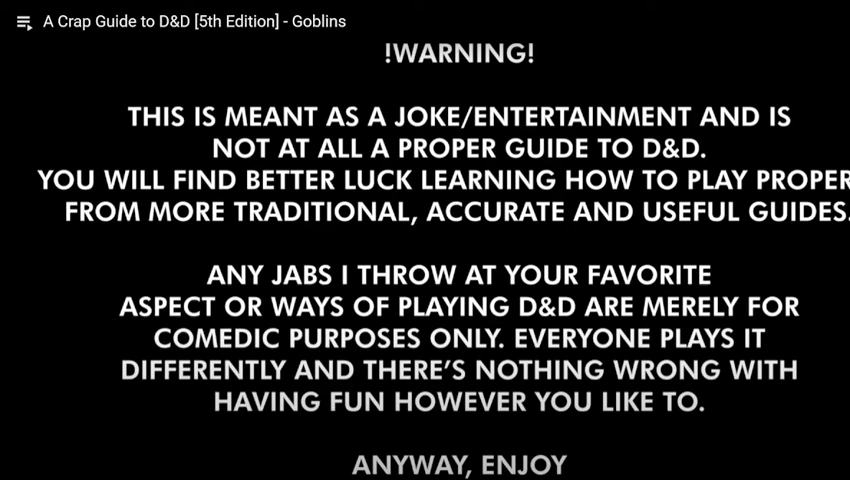 A Crap Guide to D&D [5th Edition] - Goblins
!WARNING!
THIS IS MEANT AS A JOKE/ENTERTAINMENT AND IS
NOT AT ALL A PROPER GUIDE TO D&D.
YOU WILL FIND BETTER LUCK LEARNING HOW TO PLAY PROPER
FROM MORE TRADITIONAL, ACCURATE AND USEFUL GUIDES.
ANY JABS I THROW AT YOUR FAVORITE
ASPECT OR WAYS OF PLAYING D&D ARE MERELY FOR
COMEDIC PURPOSES ONLY. EVERYONE PLAYS IT
DIFFERENTLY AND THERE'S NOTHING WRONG WITH
HAVING FUN HOWEVER YOU LIKE TO.
ANYWAY, ENJOY